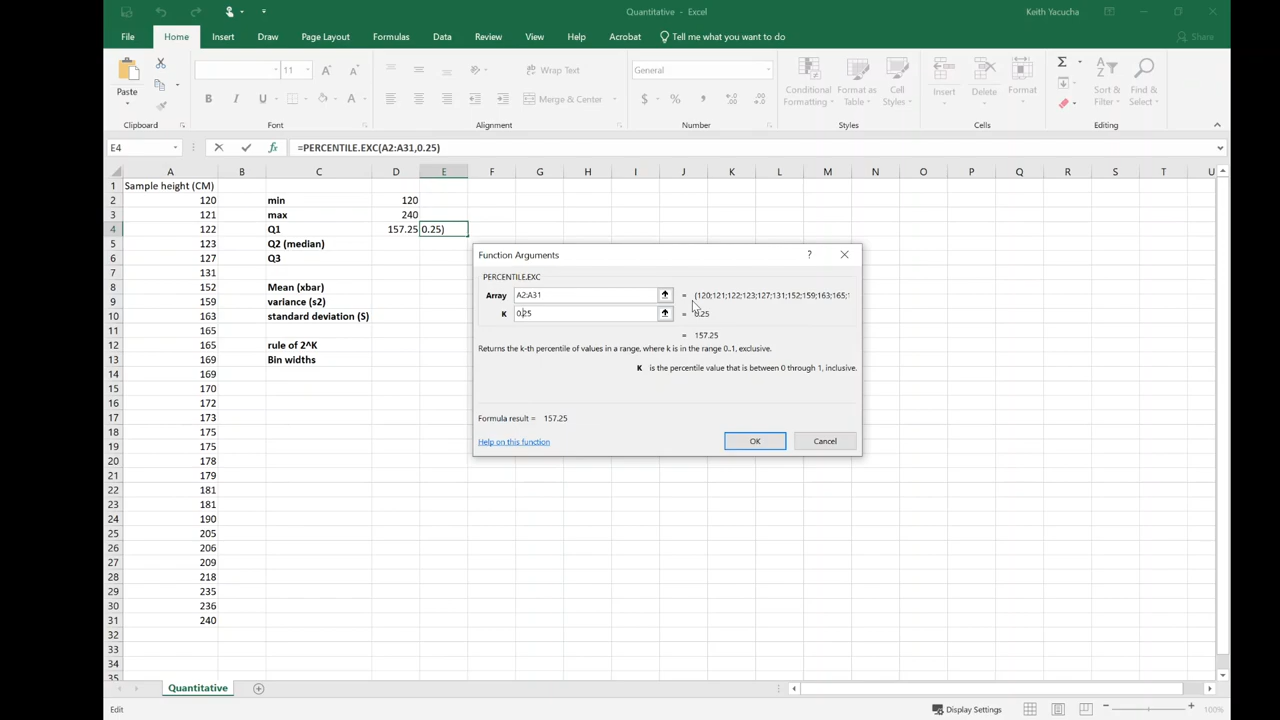 Quantitative - Excel
Keith Yacucha
File Home Insert Draw Page Layout Formulas Data Review View Help Acrobat Tell me what you want to do Share
Paste
11
Wrap Text
Merge & Center
General
Conditional Formatting
Format as Table
Cell Styles
Insert
Delete
Format
Sort & Filter
Find & Select
Clipboard Font Alignment Number Styles Cells Editing
E4 fx =PERCENTILE.EXC(A2:A31,0.25)
A B C D E F G H I J K L M N O P Q R S T U
1 Sample height (CM)
2 120 min 120
3 121 max 240
4 122 Q1 157.25 0.25)
5 123 Q2 (median)
6 127 Q3
7 131
8 152 Mean (xbar)
9 159 variance (s2)
10 163 standard deviation (S)
11 165
12 165 rule of 2^K
13 169 Bin widths
14 169
15 170
16 172
17 173
18 175
19 175
20 178
21 179
22 181
23 181
24 190
25 205
26 206
27 209
28 218
29 235
30 236
31 240
32
33
34
35
Function Arguments ?
PERCENTILE.EXC
Array A2:A31 = {120;121;122;123;127;131;152;159;163;165;1
K 0.25 = 0.25
= 157.25
Returns the k-th percentile of values in a range, where k is in the range 0..1, exclusive.
K is the percentile value that is between 0 through 1, inclusive.
Formula result = 157.25
Help on this function
OK Cancel
Quantitative
Edit
Display Settings
100%